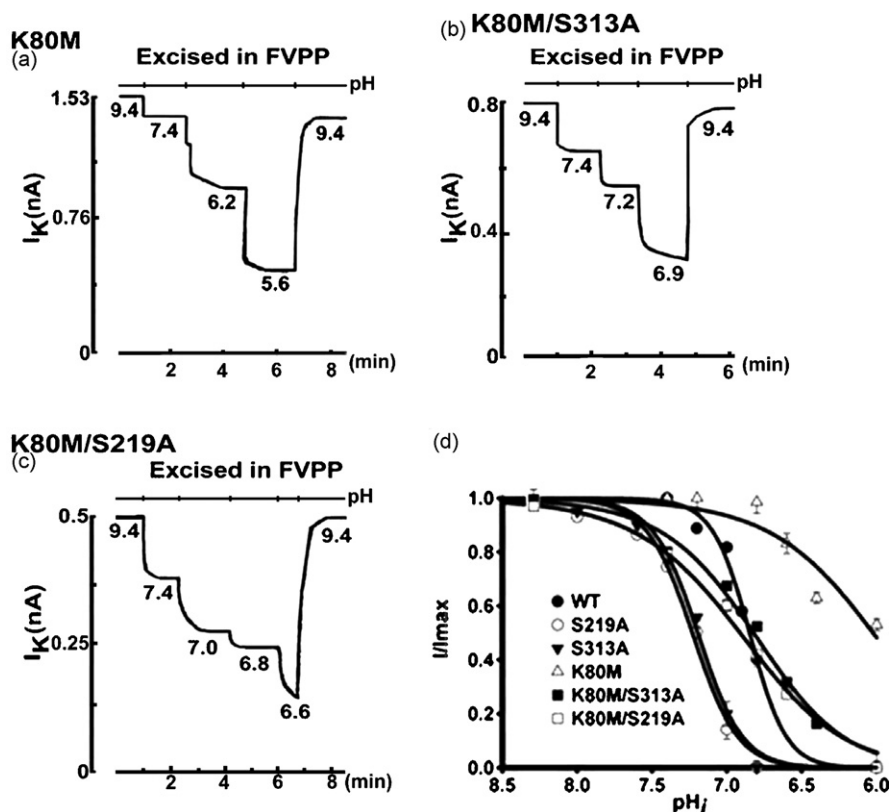 K80M
(a)
Excised in FVPP
pH
1.53
0.76
0
I_K(nA)
9.4
7.4
6.2
5.6
9.4
2 4 6 8 (min)
(b) K80M/S313A
Excised in FVPP
pH
0.8
0.4
0
I_K(nA)
9.4
7.4
7.2
6.9
9.4
2 4 6 (min)
K80M/S219A
(c)
Excised in FVPP
pH
0.5
0.25
0
I_K(nA)
9.4
7.4
7.0
6.8
6.6
9.4
2 4 6 8 (min)
(d)
1.0
0.8
0.6
0.4
0.2
0.0
I/Imax
WT
S219A
S313A
K80M
K80M/S313A
K80M/S219A
8.5 8.0 7.5 7.0 6.5 6.0
pHi